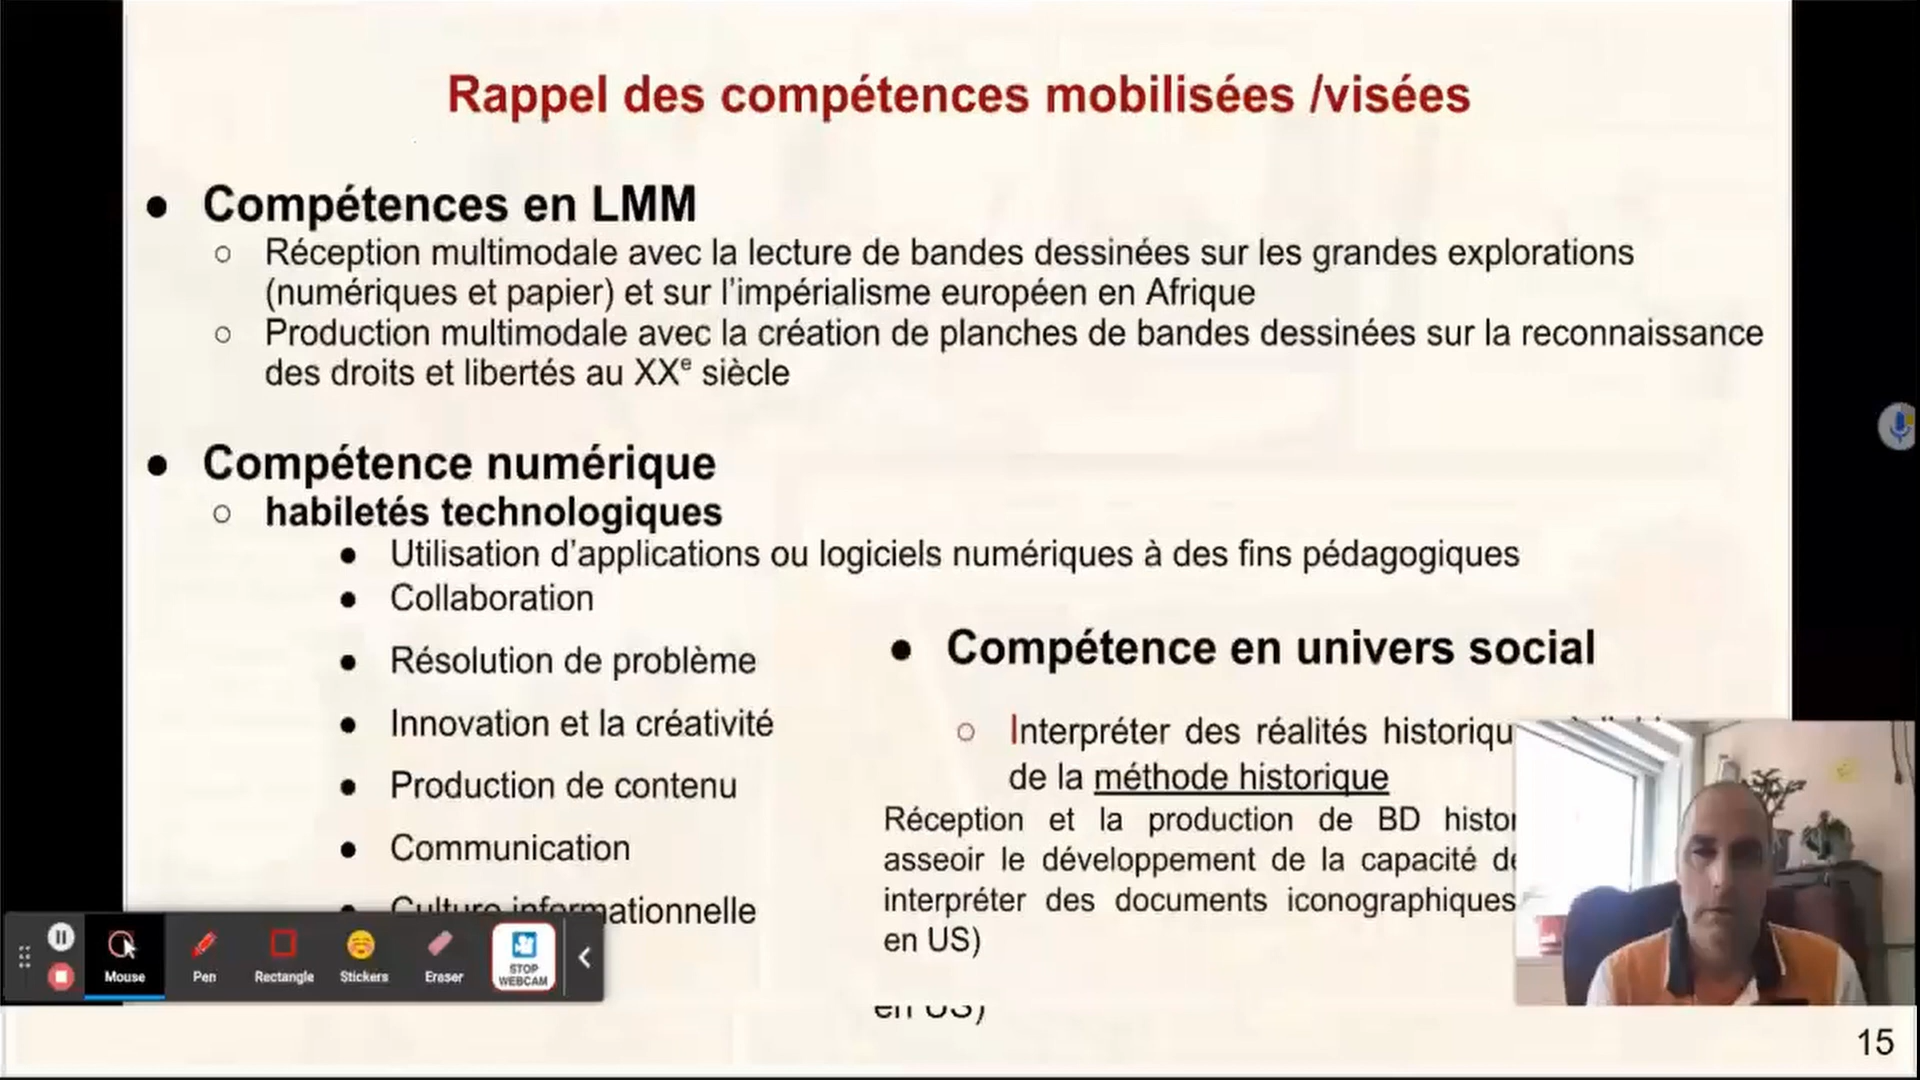 Rappel des compétences mobilisées /visées
● Compétences en LMM
○ Réception multimodale avec la lecture de bandes dessinées sur les grandes explorations
(numériques et papier) et sur l’impérialisme européen en Afrique
○ Production multimodale avec la création de planches de bandes dessinées sur la reconnaissance
des droits et libertés au XXe siècle
● Compétence numérique
○ habiletés technologiques
● Utilisation d’applications ou logiciels numériques à des fins pédagogiques
● Collaboration
● Résolution de problème
● Innovation et la créativité
● Production de contenu
● Communication
● Culture informationnelle
● Compétence en univers social
○ Interpréter des réalités historiqu
de la méthode historique
Réception et la production de BD histor
asseoir le développement de la capacité de
interpréter des documents iconographiques
en US)
en US)
Mouse
Pen
Rectangle
Stickers
Eraser
STOP
WEBCAM
15